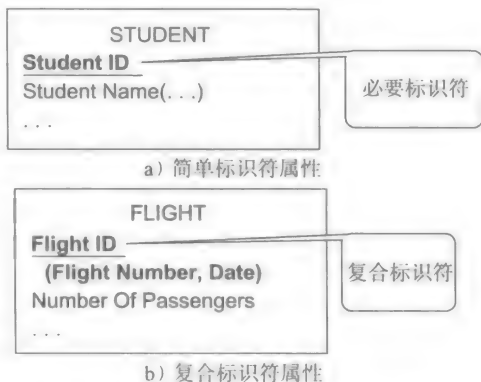 STUDENT
Student ID
Student Name(. . .)
. . .
必要标识符
a) 简单标识符属性
FLIGHT
Flight ID
(Flight Number, Date)
Number Of Passengers
. . .
复合标识符
b) 复合标识符属性